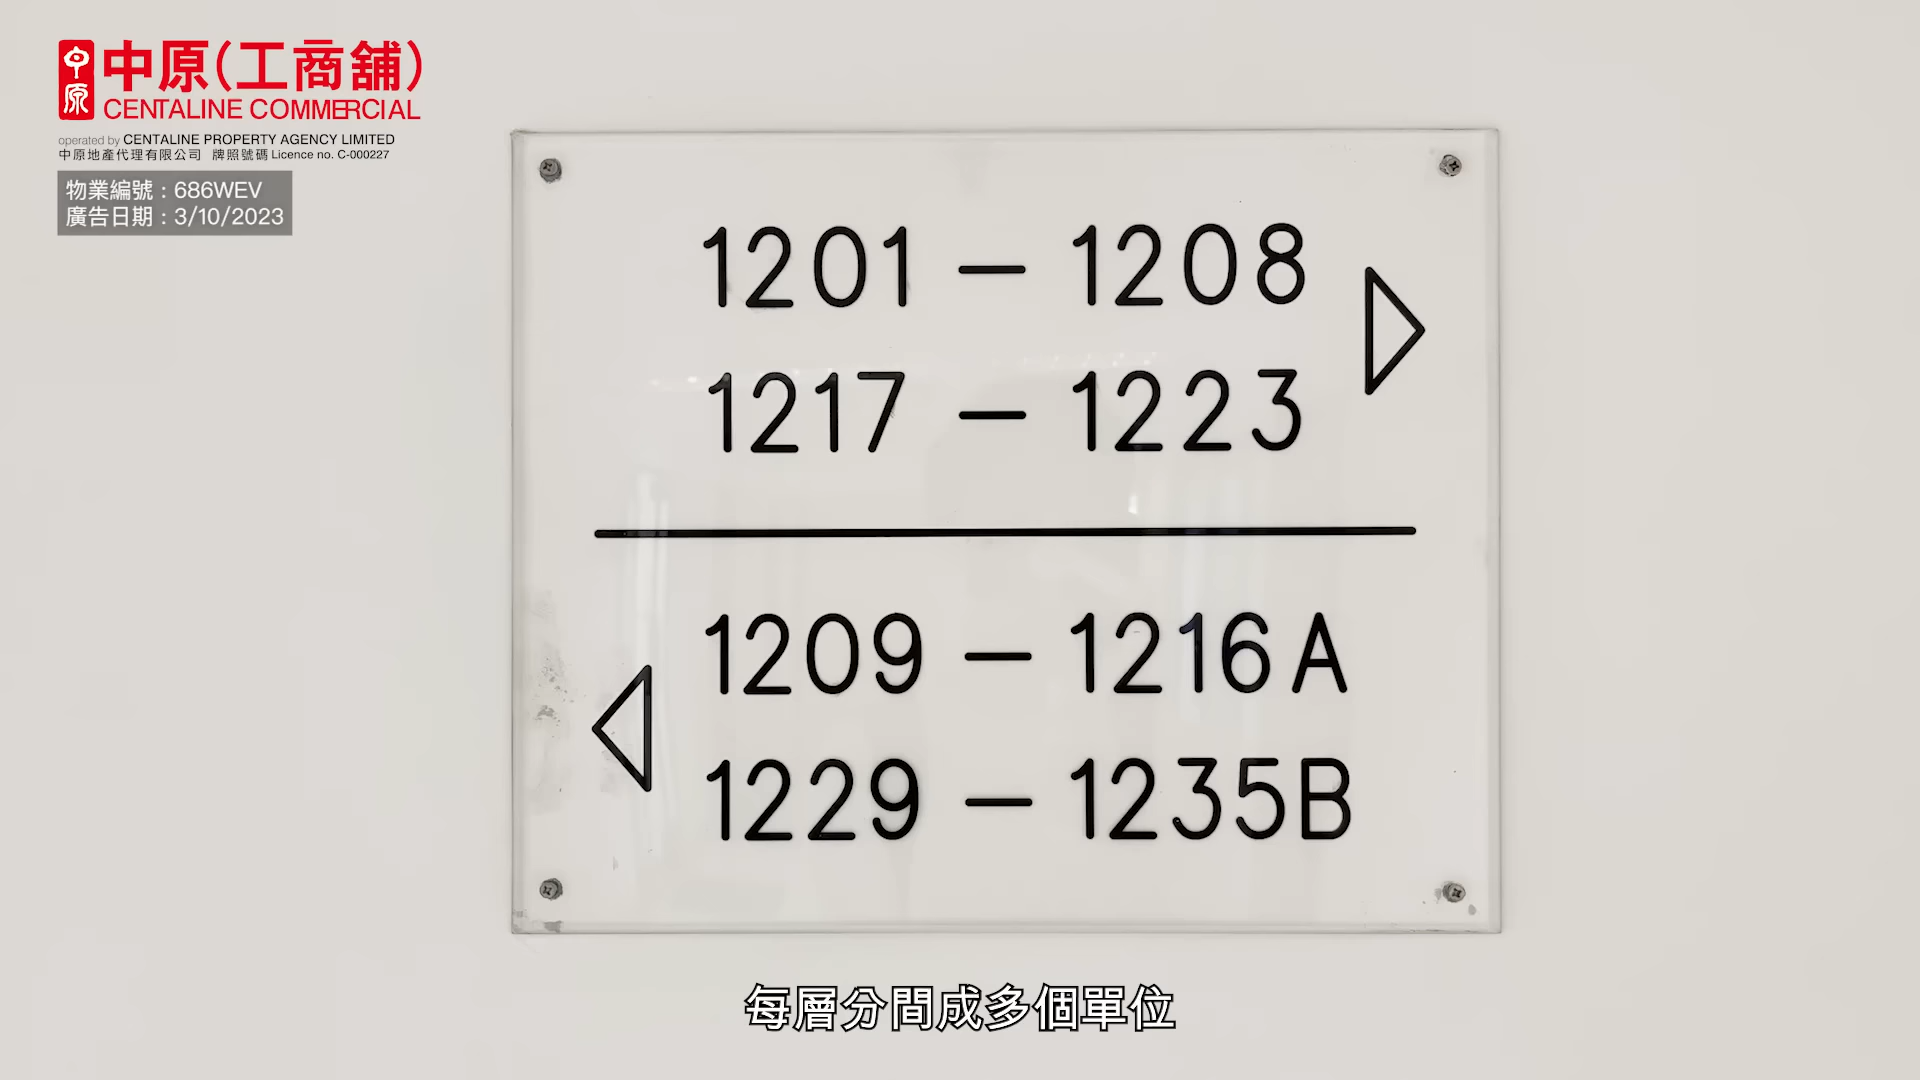 中原
中原(工商舖)
CENTALINE COMMERCIAL
operated by CENTALINE PROPERTY AGENCY LIMITED
中原地產代理有限公司 牌照號碼 Licence no. C-000227
物業編號：686WEV
廣告日期：3/10/2023
1201 — 1208
1217 — 1223
1209 — 1216A
1229 — 1235B
每層分間成多個單位